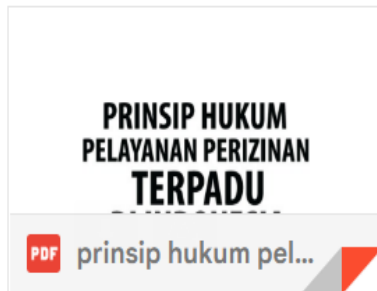 PRINSIP HUKUM
PELAYANAN PERIZINAN
TERPADU
PDF prinsip hukum pel...